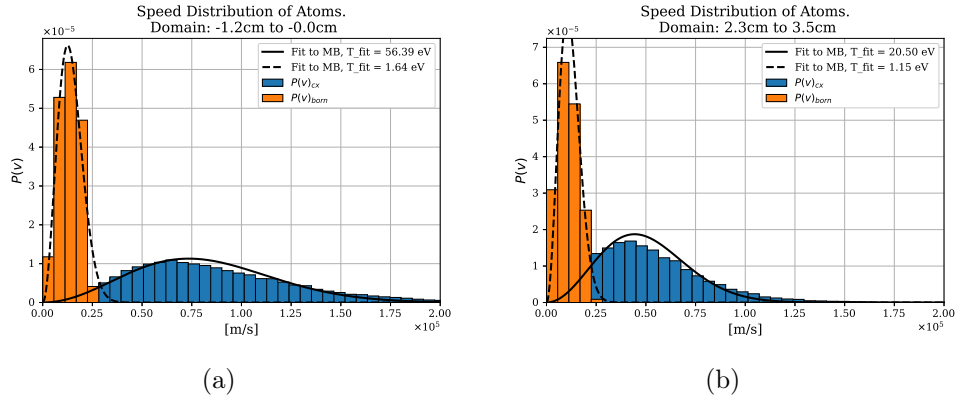 Speed Distribution of Atoms.
Domain: -1.2cm to -0.0cm
×10⁻⁵
Fit to MB, T_fit = 56.39 eV
Fit to MB, T_fit = 1.64 eV
P(v)cx
P(v)born
P(v)
6
5
4
3
2
1
0
0.0
0.25
0.50
0.75
1.00
1.25
1.50
1.75
2.00
[m/s]
×10⁵
(a)
Speed Distribution of Atoms.
Domain: 2.3cm to 3.5cm
×10⁻⁵
Fit to MB, T_fit = 20.50 eV
Fit to MB, T_fit = 1.15 eV
P(v)cx
P(v)born
P(v)
7
6
5
4
3
2
1
0
0.0
0.25
0.50
0.75
1.00
1.25
1.50
1.75
2.00
[m/s]
×10⁵
(b)